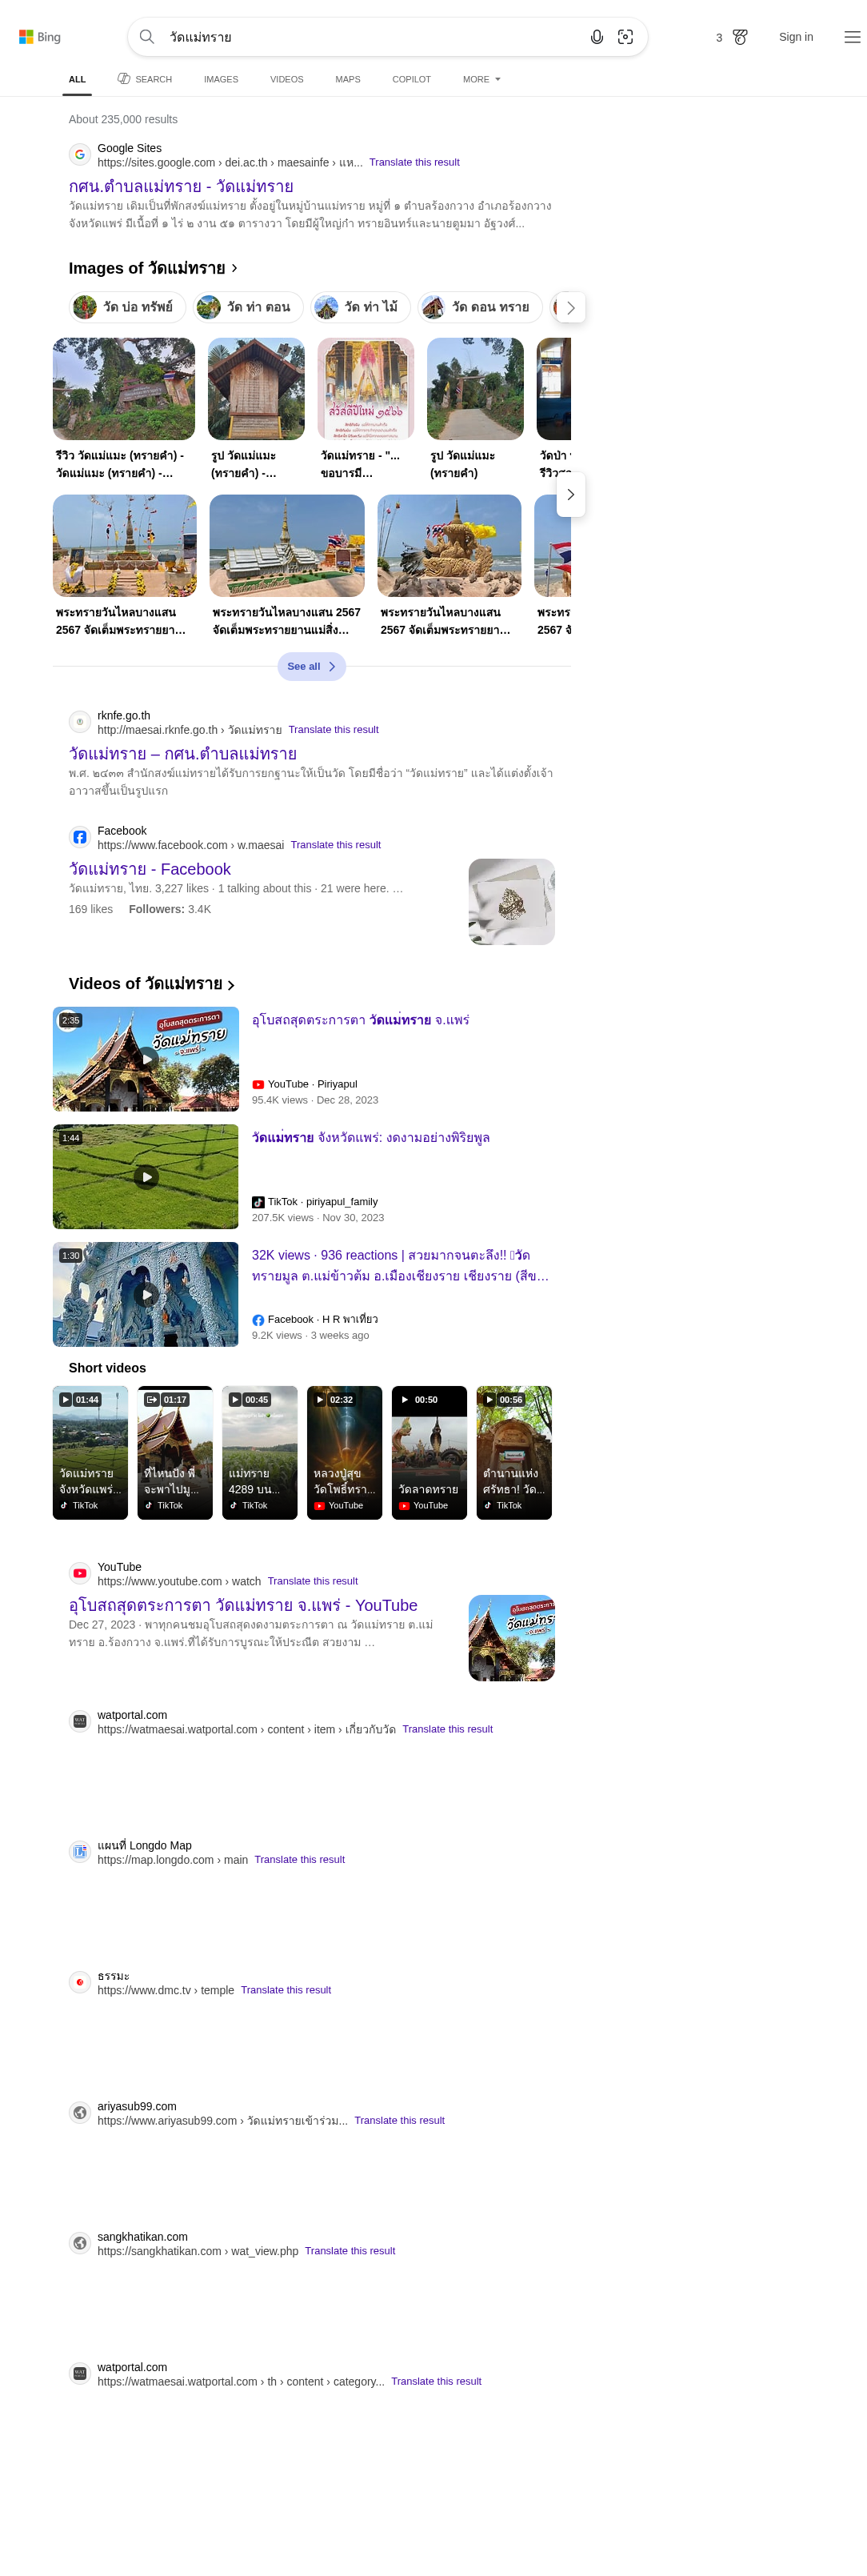 Bing
วัดแม่ทราย
3
Sign in
ALL
SEARCH
IMAGES
VIDEOS
MAPS
COPILOT
MORE
About 235,000 results
Google Sites
https://sites.google.com › dei.ac.th › maesainfe › แห... Translate this result
กศน.ตำบลแม่ทราย - วัดแม่ทราย
วัดแม่ทราย เดิมเป็นที่พักสงฆ์แม่ทราย ตั้งอยู่ในหมู่บ้านแม่ทราย หมู่ที่ ๑ ตำบลร้องกวาง อำเภอร้องกวาง
จังหวัดแพร่ มีเนื้อที่ ๑ ไร่ ๒ งาน ๕๑ ตารางวา โดยมีผู้ใหญ่กำ ทรายอินทร์และนายตูมมา อัฐวงศ์...
Images of วัดแม่ทราย
วัด บ่อ ทรัพย์
วัด ท่า ตอน
วัด ท่า ไม้
วัด ดอน ทราย
สวัสดีปีใหม่ ๒๕๖๖
รีวิว วัดแม่แมะ (ทรายคำ) -
วัดแม่แมะ (ทรายคำ) -...
รูป วัดแม่แมะ
(ทรายคำ) -...
วัดแม่ทราย - "...
ขอบารมี...
รูป วัดแม่แมะ
(ทรายคำ)
วัดป่า
พระทรายวันไหลบางแสน
2567 จัดเต็มพระทรายยา...
พระทรายวันไหลบางแสน 2567
จัดเต็มพระทรายยานแม่สิ่ง...
พระทรายวันไหลบางแสน
2567 จัดเต็มพระทรายยา...
พระทร
2567 จั
See all
rknfe.go.th
http://maesai.rknfe.go.th › วัดแม่ทราย Translate this result
วัดแม่ทราย – กศน.ตำบลแม่ทราย
พ.ศ. ๒๔๓๓ สำนักสงฆ์แม่ทรายได้รับการยกฐานะให้เป็นวัด โดยมีชื่อว่า “วัดแม่ทราย” และได้แต่งตั้งเจ้า
อาวาสขึ้นเป็นรูปแรก
Facebook
https://www.facebook.com › w.maesai Translate this result
วัดแม่ทราย - Facebook
วัดแม่ทราย, ไทย. 3,227 likes · 1 talking about this · 21 were here. …
169 likes Followers: 3.4K
Videos of วัดแม่ทราย
2:35
อุโบสถสุดตระการตา
วัดแม่ทราย
จ.แพร่
อุโบสถสุดตระการตา วัดแม่ทราย จ.แพร่
YouTube · Piriyapul
95.4K views · Dec 28, 2023
1:44
วัดแม่ทราย จังหวัดแพร่: งดงามอย่างพิริยพูล
TikTok · piriyapul_family
207.5K views · Nov 30, 2023
1:30
32K views · 936 reactions | สวยมากจนตะลึง!! วัด
ทรายมูล ต.แม่ข้าวต้ม อ.เมืองเชียงราย เชียงราย (สีข…
Facebook · H R พาเที่ยว
9.2K views · 3 weeks ago
Short videos
01:44
วัดแม่ทราย
จังหวัดแพร่...
TikTok
01:17
ที่ไหนปัง พี่
จะพาไปมู...
TikTok
00:45
แม่ทราย
4289 บน...
TikTok
02:32
หลวงปู่สุข
วัดโพธิ์ทรา...
YouTube
00:50
วัดลาดทราย
YouTube
00:56
ตำนานแห่ง
ศรัทธา! วัด...
TikTok
YouTube
https://www.youtube.com › watch Translate this result
อุโบสถสุดตระการตา วัดแม่ทราย จ.แพร่ - YouTube
Dec 27, 2023 · พาทุกคนชมอุโบสถสุดงดงามตระการตา ณ วัดแม่ทราย ต.แม่
ทราย อ.ร้องกวาง จ.แพร่.ที่ได้รับการบูรณะให้ประณีต สวยงาม …
watportal.com
https://watmaesai.watportal.com › content › item › เกี่ยวกับวัด Translate this result
แผนที่ Longdo Map
https://map.longdo.com › main Translate this result
ธรรมะ
https://www.dmc.tv › temple Translate this result
ariyasub99.com
https://www.ariyasub99.com › วัดแม่ทรายเข้าร่วม... Translate this result
sangkhatikan.com
https://sangkhatikan.com › wat_view.php Translate this result
watportal.com
https://watmaesai.watportal.com › th › content › category... Translate this result